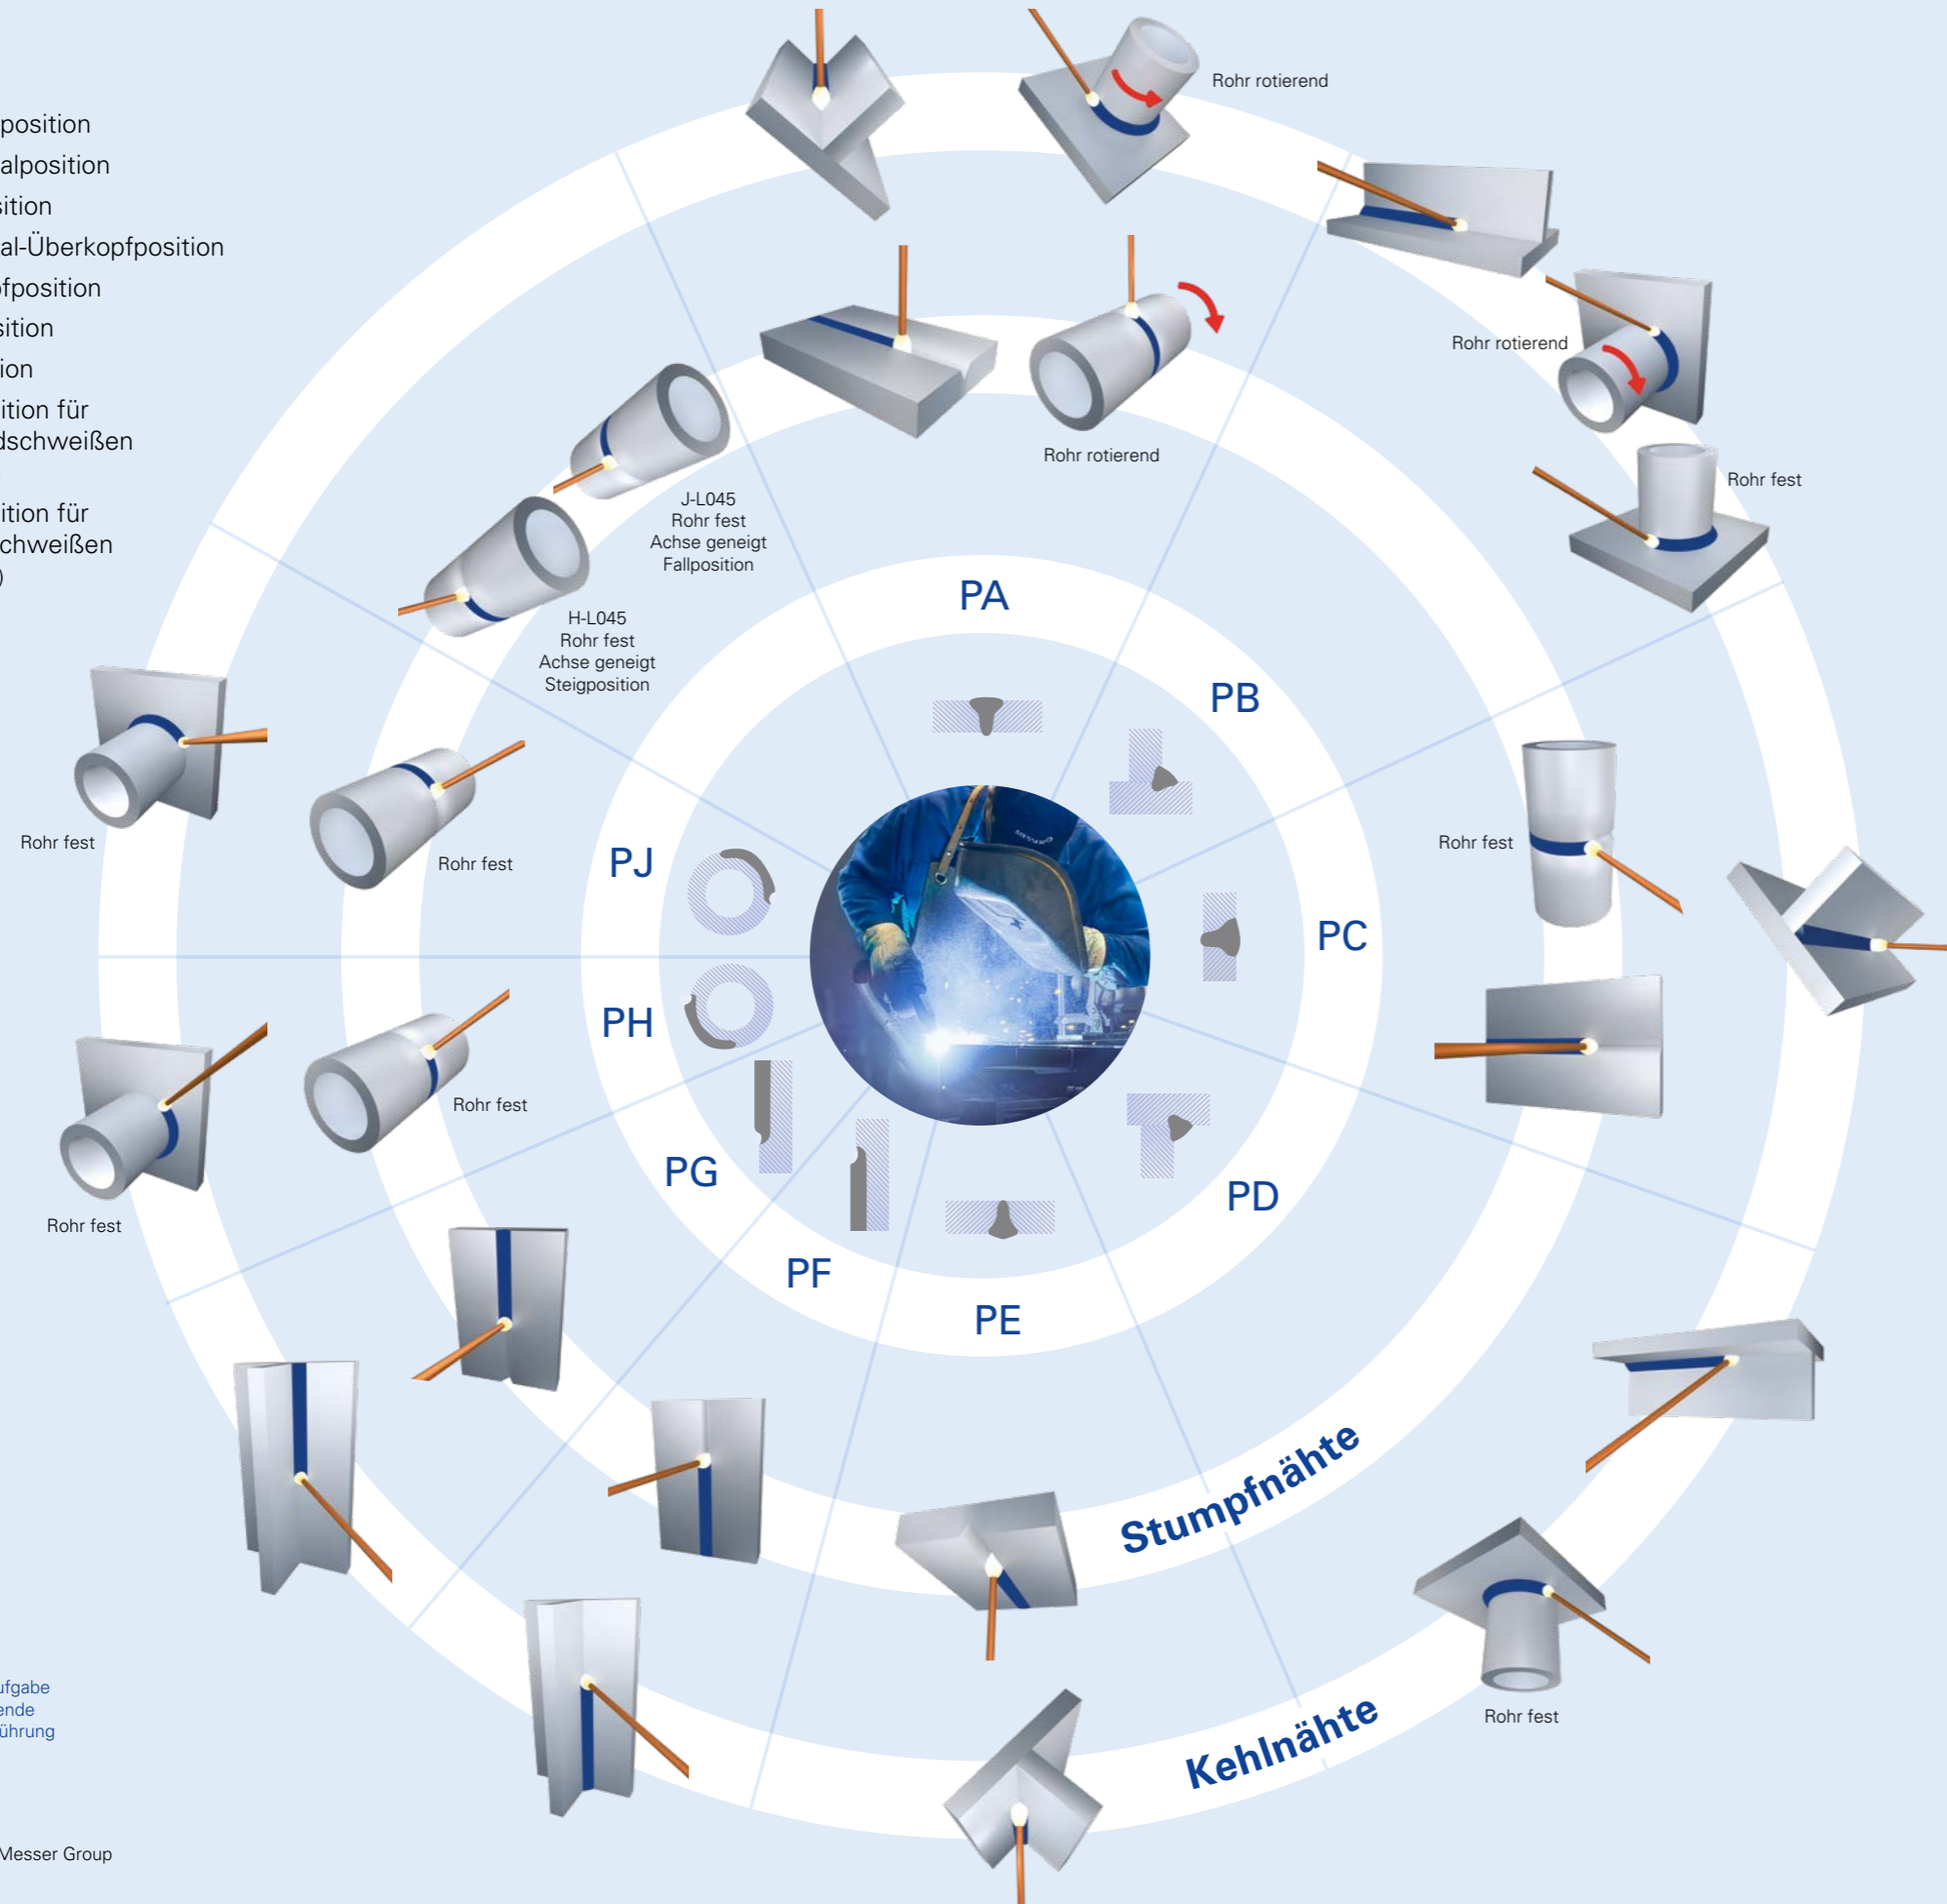 position
alposition
sition
al-Überkopfposition
ofposition
sition
ion
ition für
dschweißen
ition für
chweißen
)
Rohr rotierend
Rohr rotierend
Rohr fest
Rohr rotierend
J-L045
Rohr fest
Achse geneigt
Fallposition
H-L045
Rohr fest
Achse geneigt
Steigposition
PA
PB
Rohr fest
Rohr fest
Rohr fest
PJ
PC
PH
Rohr fest
Rohr fest
PG
PD
PF
PE
Stumpfnähte
Kehlnähte
Rohr fest
ufgabe
ende
ührung
Messer Group